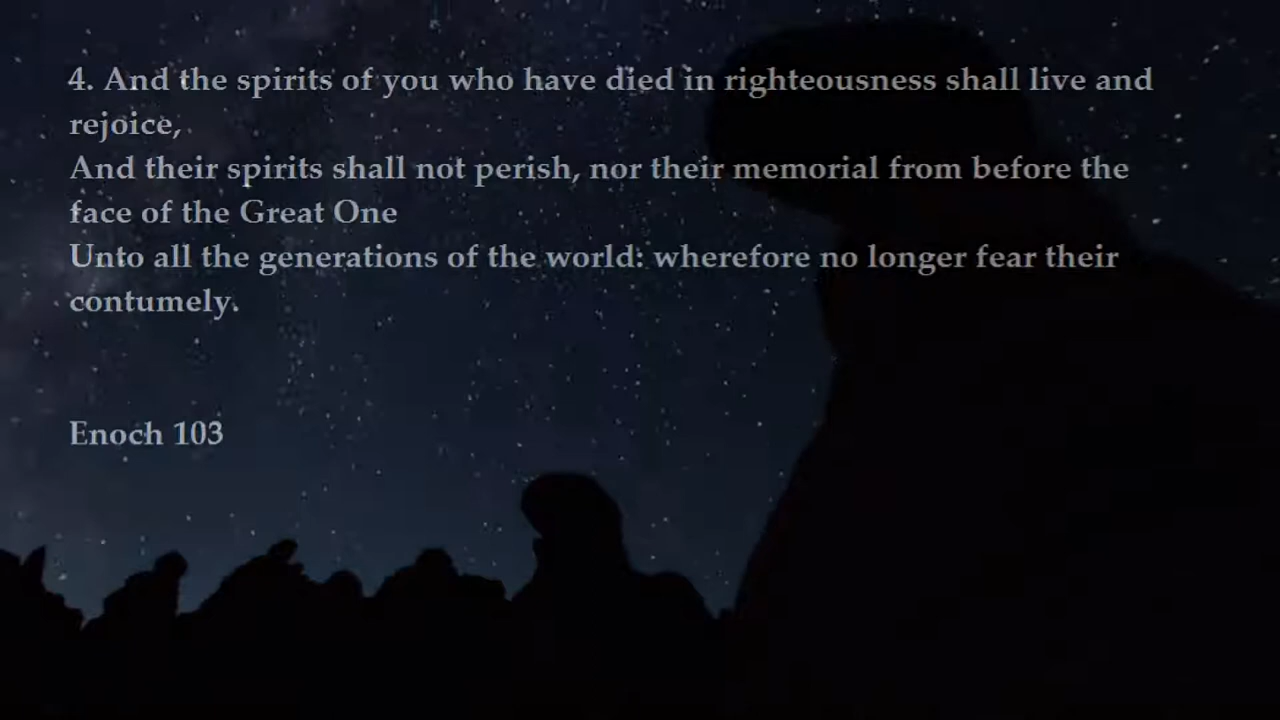 4. And the spirits of you who have died in righteousness shall live and
rejoice,
And their spirits shall not perish, nor their memorial from before the
face of the Great One
Unto all the generations of the world: wherefore no longer fear their
contumely.
Enoch 103